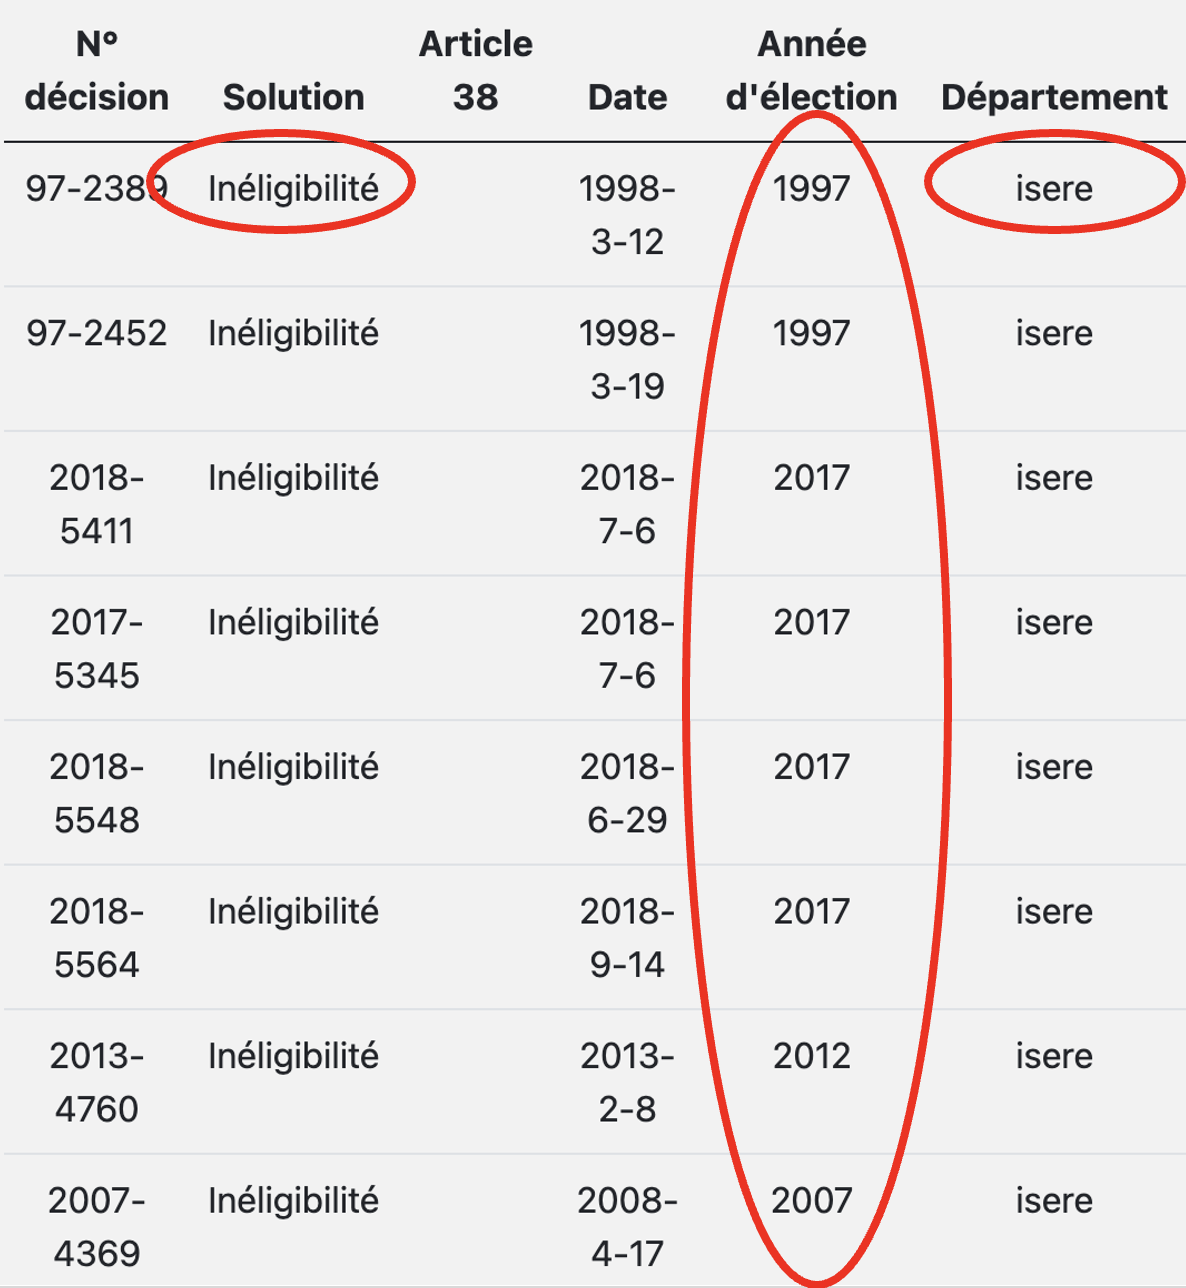 N° Article Année
décision Solution 38 Date d'élection Département
97-2389 Inéligibilité 1998- 1997 isere
3-12
97-2452 Inéligibilité 1998- 1997 isere
3-19
2018- Inéligibilité 2018- 2017 isere
5411 7-6
2017- Inéligibilité 2018- 2017 isere
5345 7-6
2018- Inéligibilité 2018- 2017 isere
5548 6-29
2018- Inéligibilité 2018- 2017 isere
5564 9-14
2013- Inéligibilité 2013- 2012 isere
4760 2-8
2007- Inéligibilité 2008- 2007 isere
4369 4-17